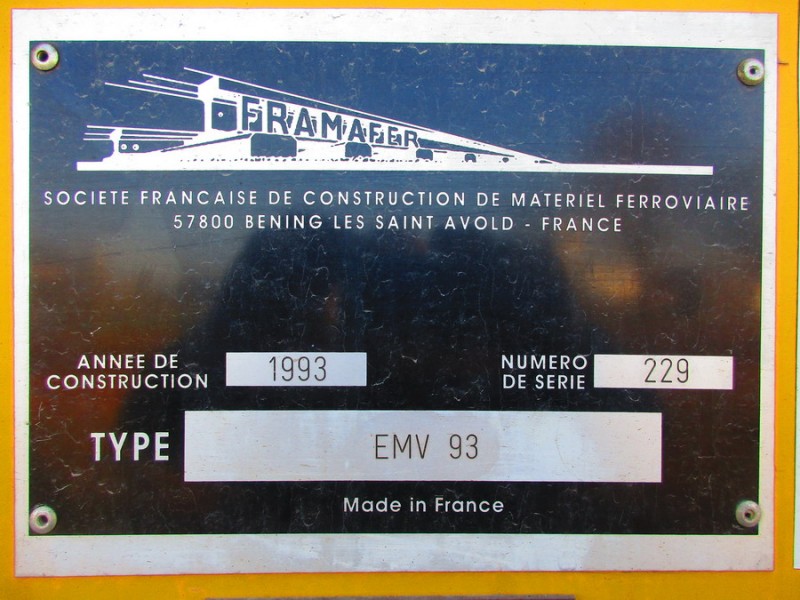 FRAMAFER
SOCIETE FRANCAISE DE CONSTRUCTION DE MATERIEL FERROVIAIRE
57800 BENING LES SAINT AVOLD - FRANCE
ANNEE DE
CONSTRUCTION
1993
NUMERO
DE SERIE
229
TYPE
EMV 93
Made in France